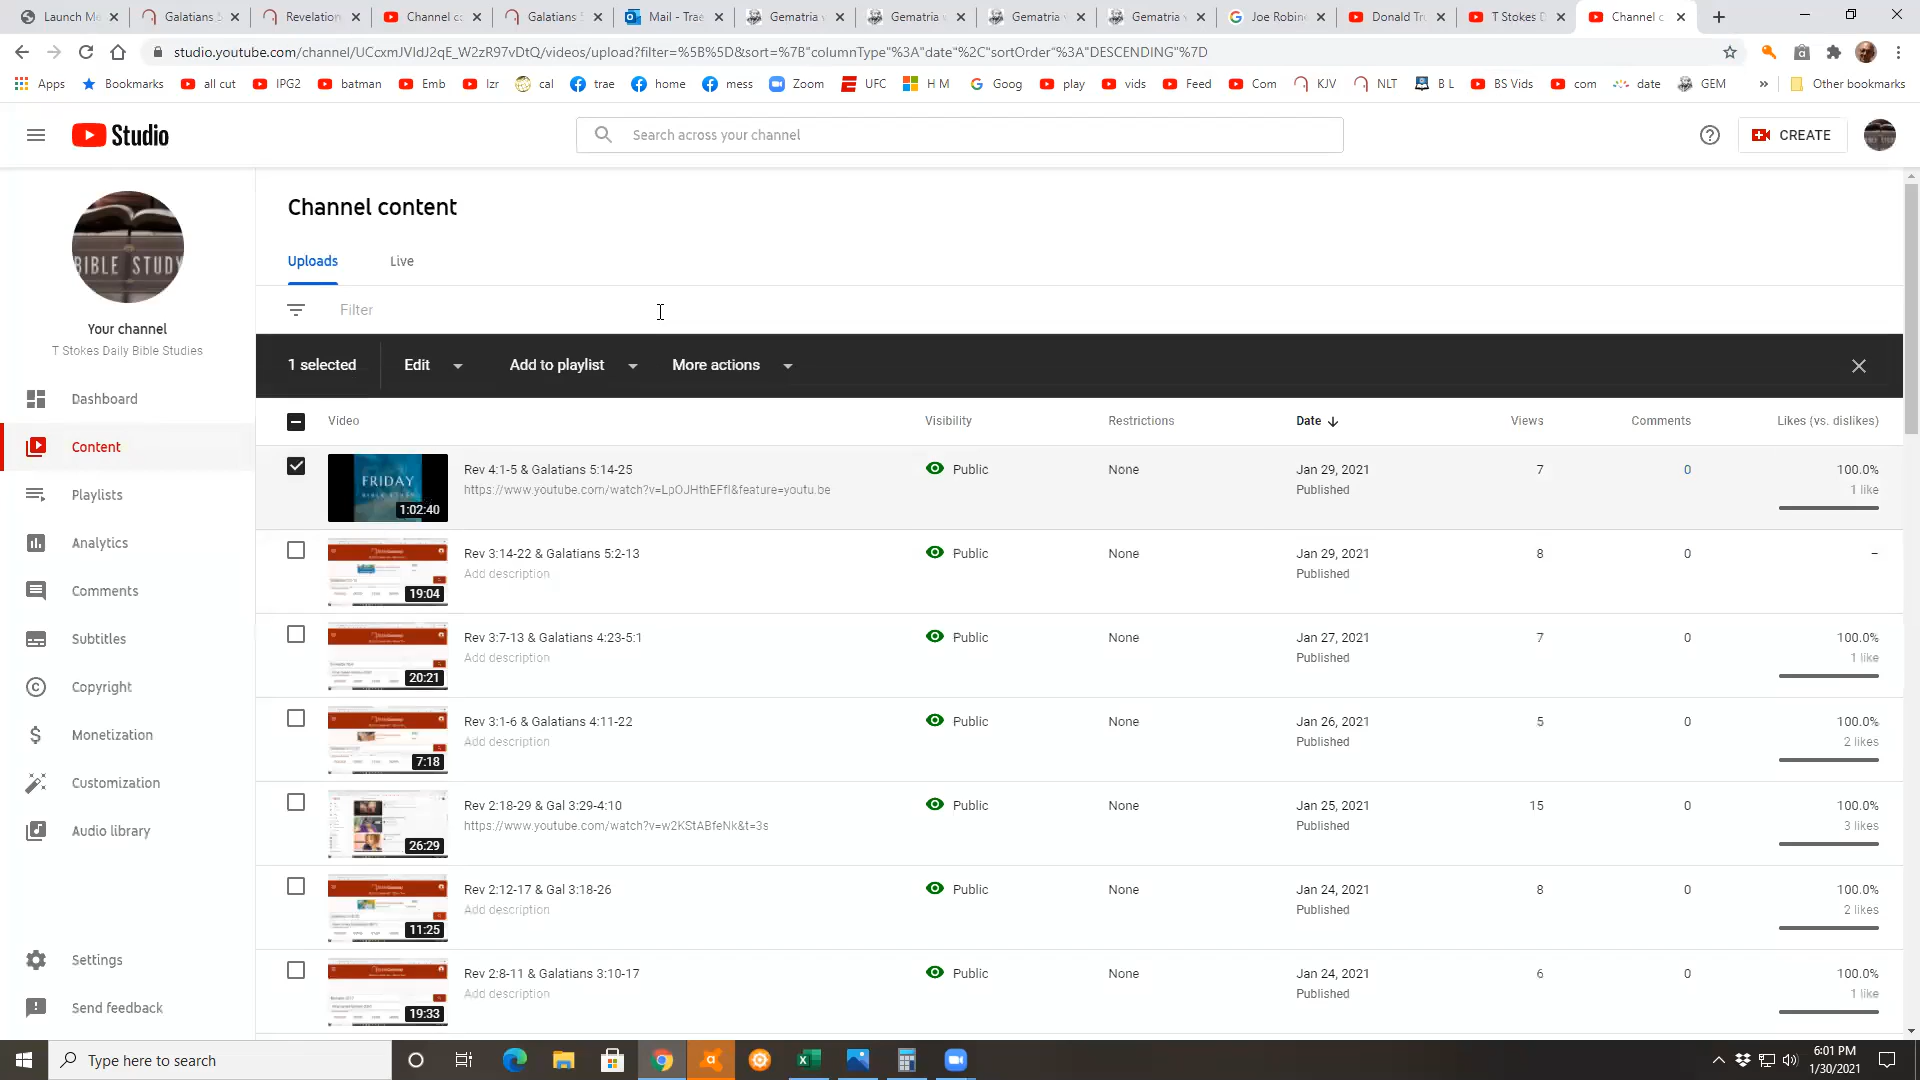 Launch M
Galatians 5
Revelation
Channel co
Galatians 5
Mail - Trae
Gematria v
Gematria v
Gematria v
Gematria v
Joe Robin
Donald Tru
T Stokes D
Channel c
studio.youtube.com/channel/UCcxmJVIdJ2qE_W2zR97vDtQ/videos/upload?filter=%5B%5D&sort=%7B"columnType"%3A"date"%2C"sortOrder"%3A"DESCENDING"%7D
Apps
Bookmarks
all cut
IPG2
batman
Emb
Izr
cal
trae
home
mess
Zoom
UFC
H M
Goog
play
vids
Feed
Com
KJV
NLT
B L
BS Vids
com
date
GEM
»
Other bookmarks
Studio
Search across your channel
CREATE
BIBLE STUDY
Your channel
T Stokes Daily Bible Studies
Dashboard
Content
Playlists
Analytics
Comments
Subtitles
Copyright
Monetization
Customization
Audio library
Settings
Send feedback
Channel content
Uploads
Live
Filter
1 selected
Edit
Add to playlist
More actions
Video
Visibility
Restrictions
Date
Views
Comments
Likes (vs. dislikes)
FRIDAY
BIBLE STUDY
1:02:40
Rev 4:1-5 & Galatians 5:14-25
https://www.youtube.com/watch?v=LpOJHthEFfI&feature=youtu.be
Public
None
Jan 29, 2021
Published
7
0
100.0%
1 like
19:04
Rev 3:14-22 & Galatians 5:2-13
Add description
Public
None
Jan 29, 2021
Published
8
0
–
20:21
Rev 3:7-13 & Galatians 4:23-5:1
Add description
Public
None
Jan 27, 2021
Published
7
0
100.0%
1 like
7:18
Rev 3:1-6 & Galatians 4:11-22
Add description
Public
None
Jan 26, 2021
Published
5
0
100.0%
2 likes
26:29
Rev 2:18-29 & Gal 3:29-4:10
https://www.youtube.com/watch?v=w2KStABfeNk&t=3s
Public
None
Jan 25, 2021
Published
15
0
100.0%
3 likes
11:25
Rev 2:12-17 & Gal 3:18-26
Add description
Public
None
Jan 24, 2021
Published
8
0
100.0%
2 likes
19:33
Rev 2:8-11 & Galatians 3:10-17
Add description
Public
None
Jan 24, 2021
Published
6
0
100.0%
1 like
Type here to search
6:01 PM
1/30/2021